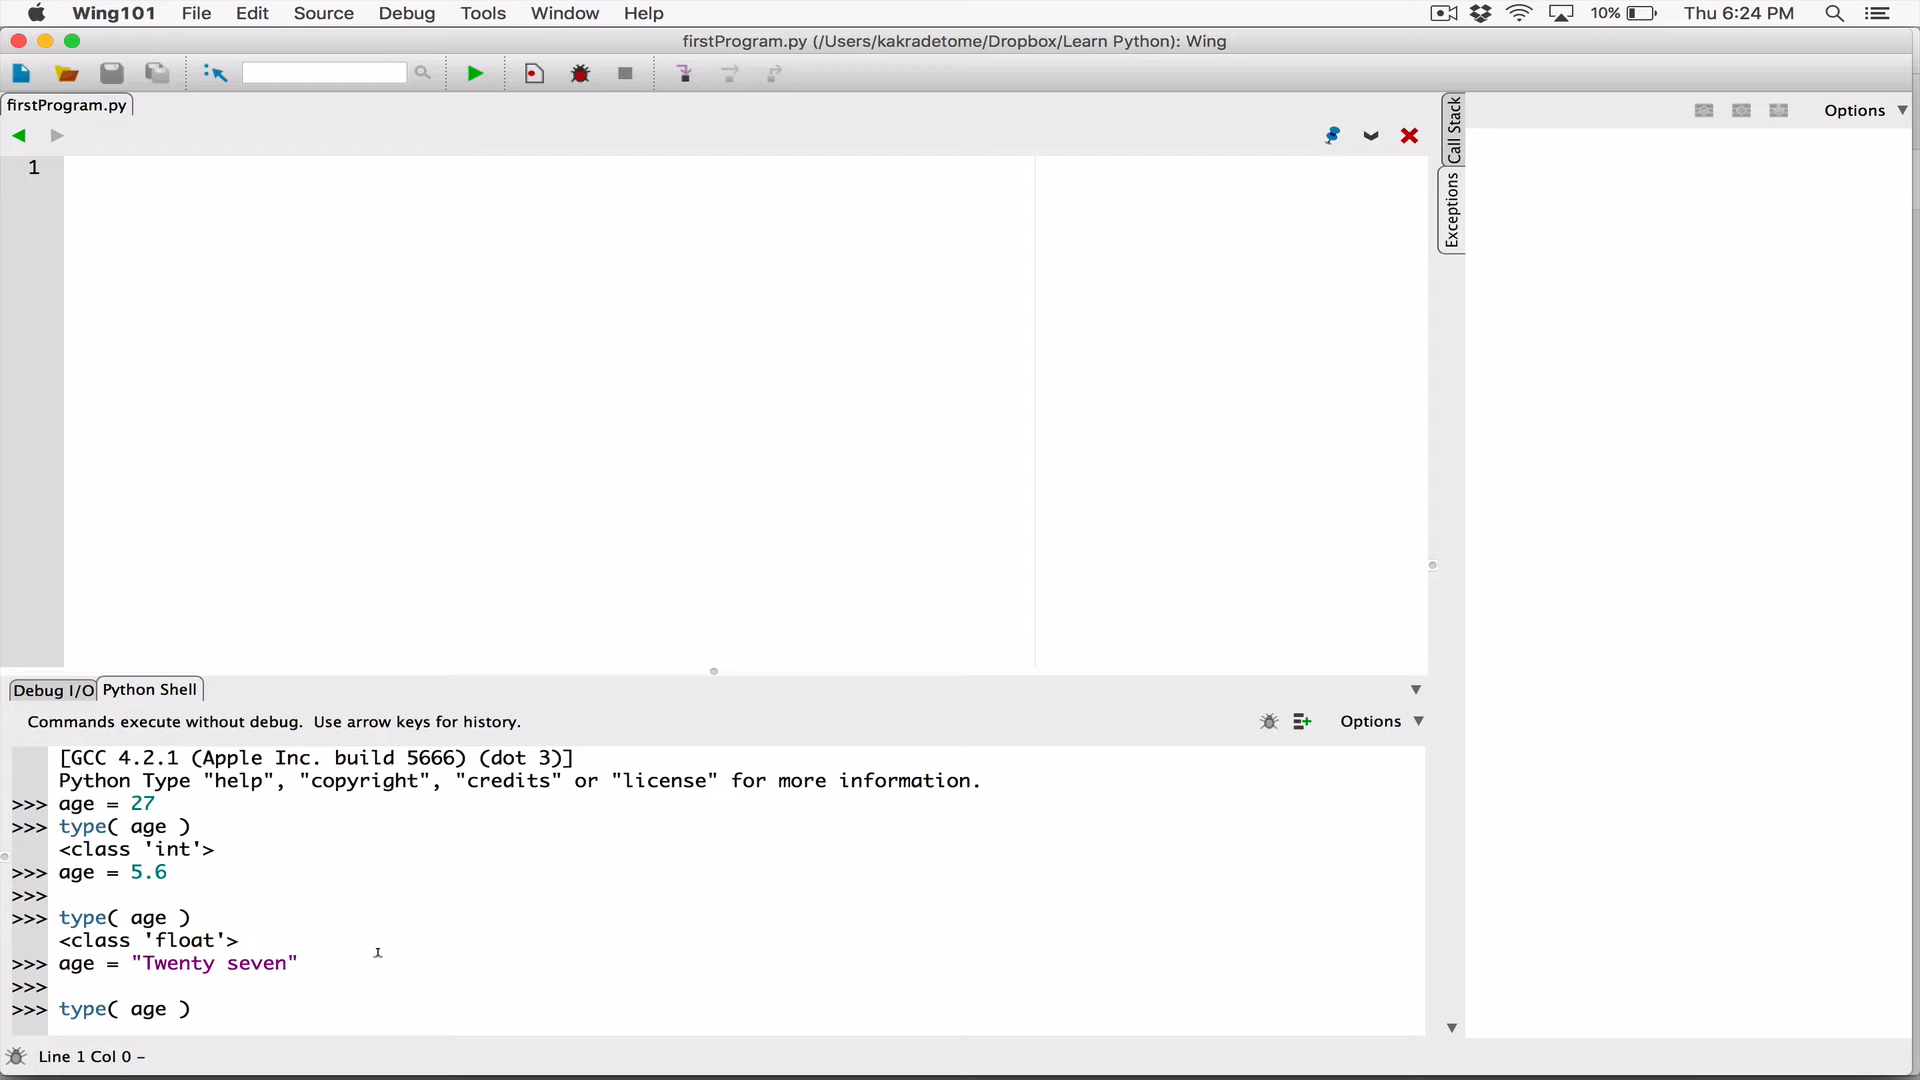 Wing101 File Edit Source Debug Tools Window Help 10% Thu 6:24 PM
firstProgram.py (/Users/kakradetome/Dropbox/Learn Python): Wing
firstProgram.py
Options
Call Stack
Exceptions
1
Debug I/O Python Shell
Commands execute without debug. Use arrow keys for history.
Options
[GCC 4.2.1 (Apple Inc. build 5666) (dot 3)]
Python Type "help", "copyright", "credits" or "license" for more information.
>>> age = 27
>>> type( age )
<class 'int'>
>>> age = 5.6
>>>
>>> type( age )
<class 'float'>
>>> age = "Twenty seven"
>>>
>>> type( age )
Line 1 Col 0 -